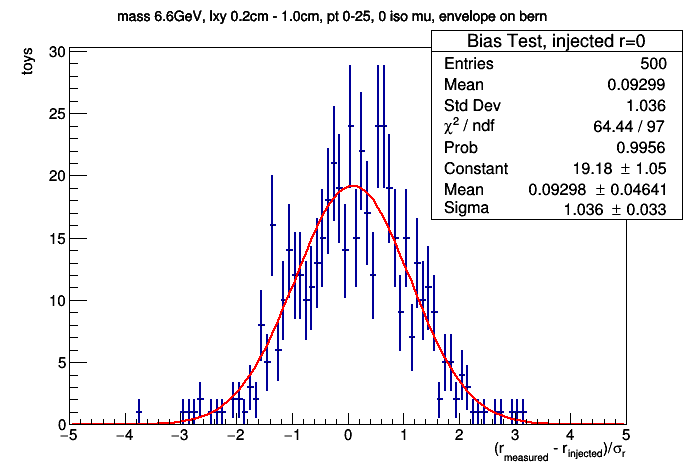 mass 6.6GeV, lxy 0.2cm - 1.0cm, pt 0-25, 0 iso mu, envelope on bern
Bias Test, injected r=0
Entries 500
Mean 0.09299
Std Dev 1.036
χ² / ndf 64.44 / 97
Prob 0.9956
Constant 19.18 ± 1.05
Mean 0.09298 ± 0.04641
Sigma 1.036 ± 0.033
toys
30
25
20
15
10
5
0
−5 −4 −3 −2 −1 0 1 2 3 4 5
(r_measured - r_injected)/σ_r